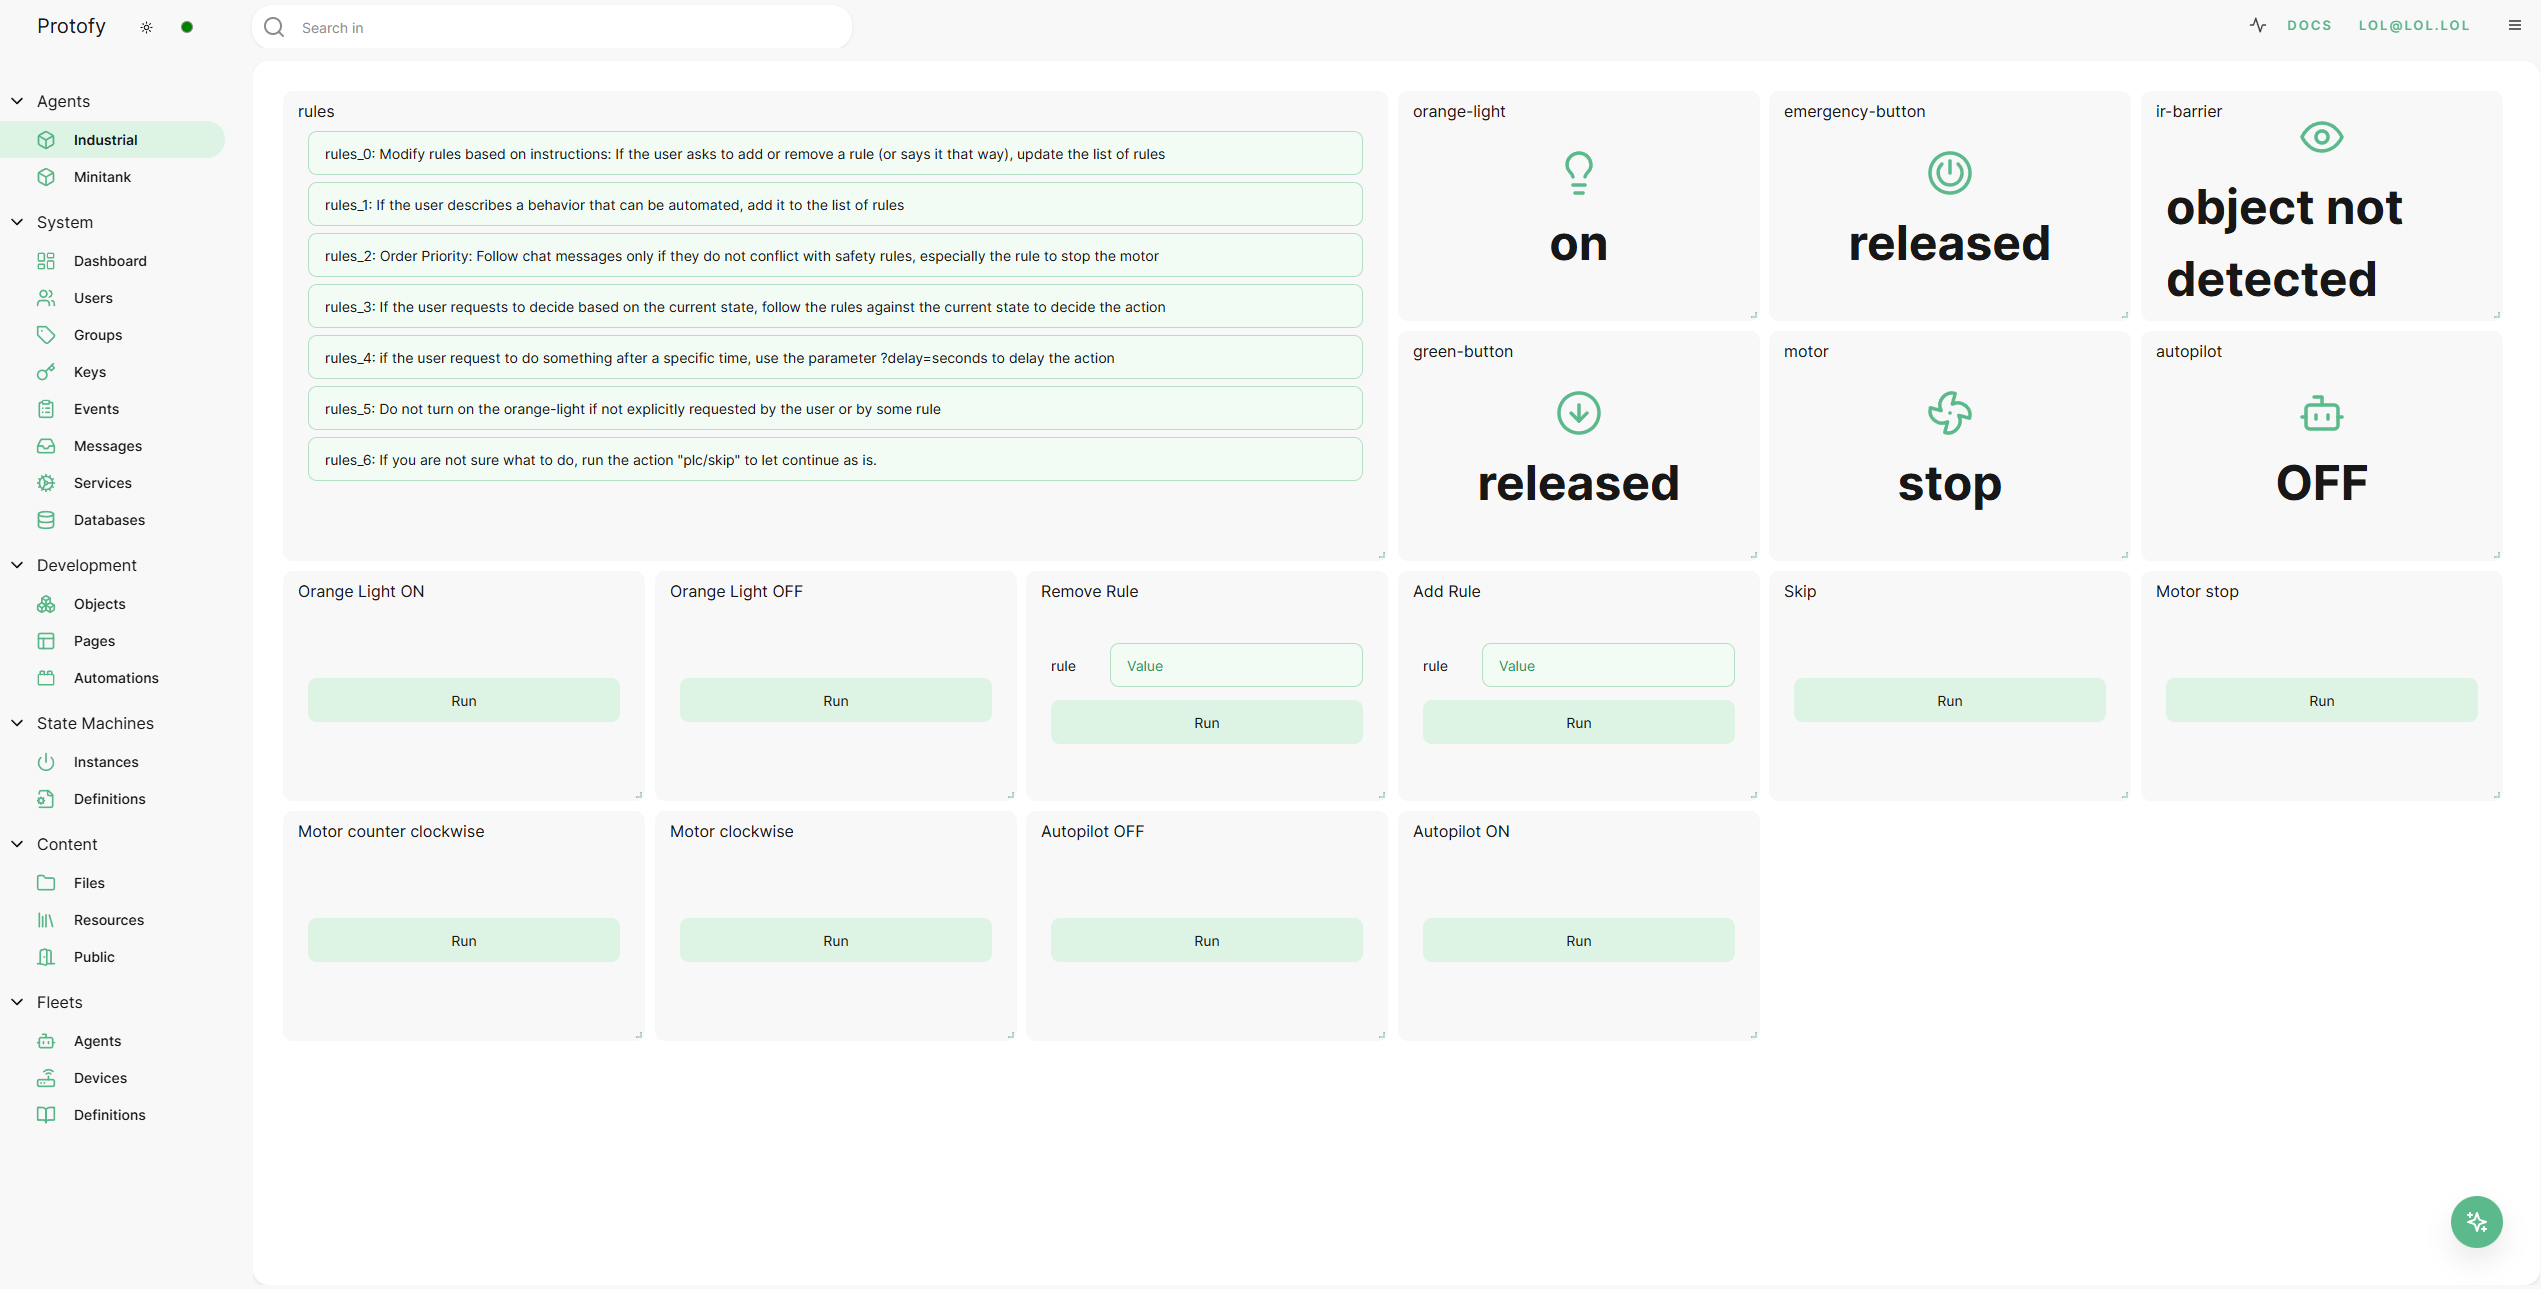 Protofy
Search in
DOCS
LOL@LOL.LOL
Agents
Industrial
Minitank
System
Dashboard
Users
Groups
Keys
Events
Messages
Services
Databases
Development
Objects
Pages
Automations
State Machines
Instances
Definitions
Content
Files
Resources
Public
Fleets
Agents
Devices
Definitions
rules
rules_0: Modify rules based on instructions: If the user asks to add or remove a rule (or says it that way), update the list of rules
rules_1: If the user describes a behavior that can be automated, add it to the list of rules
rules_2: Order Priority: Follow chat messages only if they do not conflict with safety rules, especially the rule to stop the motor
rules_3: If the user requests to decide based on the current state, follow the rules against the current state to decide the action
rules_4: if the user request to do something after a specific time, use the parameter ?delay=seconds to delay the action
rules_5: Do not turn on the orange-light if not explicitly requested by the user or by some rule
rules_6: If you are not sure what to do, run the action "plc/skip" to let continue as is.
orange-light
on
emergency-button
released
ir-barrier
object not
detected
green-button
released
motor
stop
autopilot
OFF
Orange Light ON
Run
Orange Light OFF
Run
Remove Rule
rule
Value
Run
Add Rule
rule
Value
Run
Skip
Run
Motor stop
Run
Motor counter clockwise
Run
Motor clockwise
Run
Autopilot OFF
Run
Autopilot ON
Run